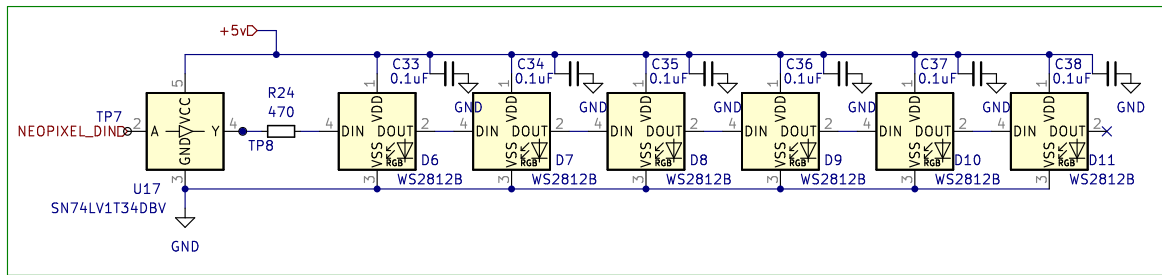 +5v
C33
0.1uF
C34
0.1uF
C35
0.1uF
C36
0.1uF
C37
0.1uF
C38
0.1uF
GND
GND
GND
GND
GND
GND
5
1
1
1
1
1
1
R24
470
TP7
NEOPIXEL_DIN
2
A
VCC
GND
Y
4
TP8
4
DIN
VDD
DOUT
VSS
RGB
2
4
DIN
VDD
DOUT
VSS
RGB
2
4
DIN
VDD
DOUT
VSS
RGB
2
4
DIN
VDD
DOUT
VSS
RGB
2
4
DIN
VDD
DOUT
VSS
RGB
2
4
DIN
VDD
DOUT
VSS
RGB
2
D6
WS2812B
D7
WS2812B
D8
WS2812B
D9
WS2812B
D10
WS2812B
D11
WS2812B
3
3
3
3
3
3
3
U17
SN74LV1T34DBV
GND